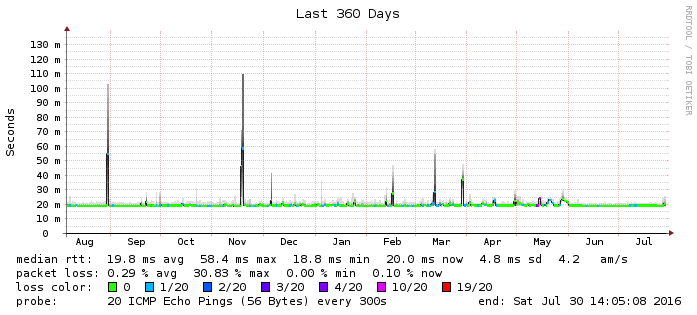 Last 360 Days
RRDTOOL / TOBI OETIKER
Seconds
130 m
120 m
110 m
100 m
90 m
80 m
70 m
60 m
50 m
40 m
30 m
20 m
10 m
0
Aug Sep Oct Nov Dec Jan Feb Mar Apr May Jun Jul
median rtt: 19.8 ms avg 58.4 ms max 18.8 ms min 20.0 ms now 4.8 ms sd 4.2 am/s
packet loss: 0.29 % avg 30.83 % max 0.00 % min 0.10 % now
loss color: 0 1/20 2/20 3/20 4/20 10/20 19/20
probe: 20 ICMP Echo Pings (56 Bytes) every 300s end: Sat Jul 30 14:05:08 2016